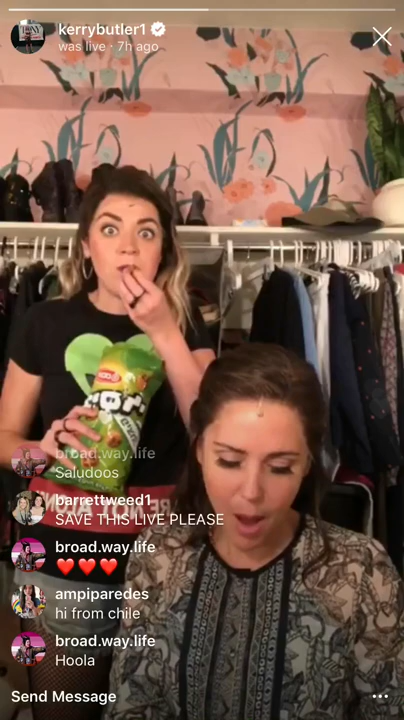 kerrybutler1
was live · 7h ago
broad.way.life
Saludoos
barrettweed1
SAVE THIS LIVE PLEASE
broad.way.life
❤️❤️❤️
ampiparedes
hi from chile
broad.way.life
Hoola
Send Message